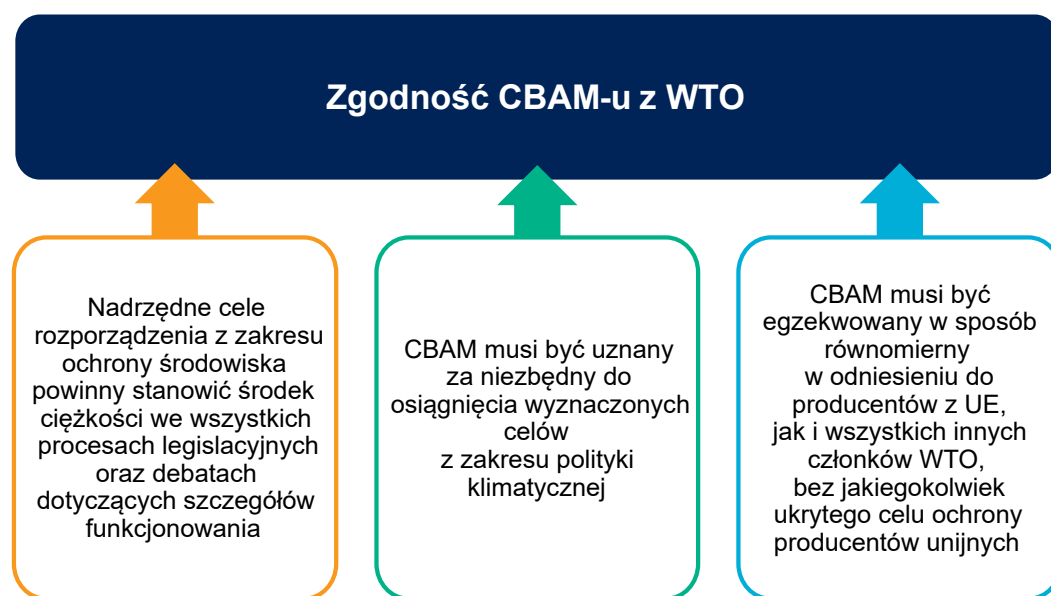 Zgodność CBAM-u z WTO
Nadrzędne cele
rozporządzenia z zakresu
ochrony środowiska
powinny stanowić środek
ciężkości we wszystkich
procesach legislacyjnych
oraz debatach
dotyczących szczegółów
funkcjonowania
CBAM musi być uznany
za niezbędny do
osiągnięcia wyznaczonych
celów
z zakresu polityki
klimatycznej
CBAM musi być
egzekwowany w sposób
równomierny
w odniesieniu do
producentów z UE,
jak i wszystkich innych
członków WTO,
bez jakiegokolwiek
ukrytego celu ochrony
producentów unijnych